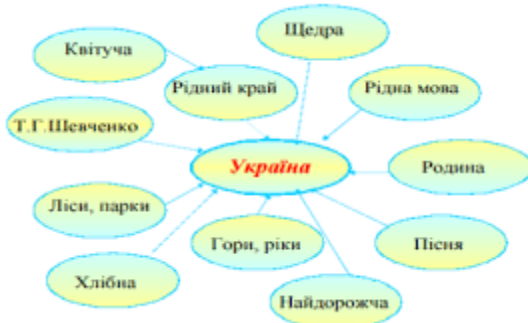 Щедра
Квітуча
Рідний край
Рідна мова
Т.Г.Шевченко
Україна
Родина
Ліси, парки
Гори, ріки
Пісня
Хлібна
Найдорожча